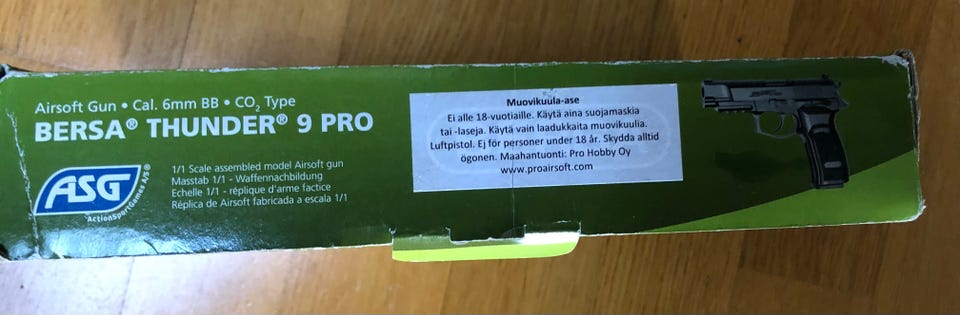 Airsoft Gun • Cal. 6mm BB • CO₂ Type
BERSA® THUNDER® 9 PRO
ASG®
ActionSportGames A/S
1/1 Scale assembled model Airsoft gun
Masstab 1/1 - Waffennachbildung
Echelle 1/1 - réplique d'arme factice
Réplica de Airsoft fabricada a escala 1/1
Muovikuula-ase
Ei alle 18-vuotiaille. Käytä aina suojamaskia
tai -laseja. Käytä vain laadukkaita muovikuulia.
Luftpistol. Ej för personer under 18 år. Skydda alltid
ögonen. Maahantuonti: Pro Hobby Oy
www.proairsoft.com